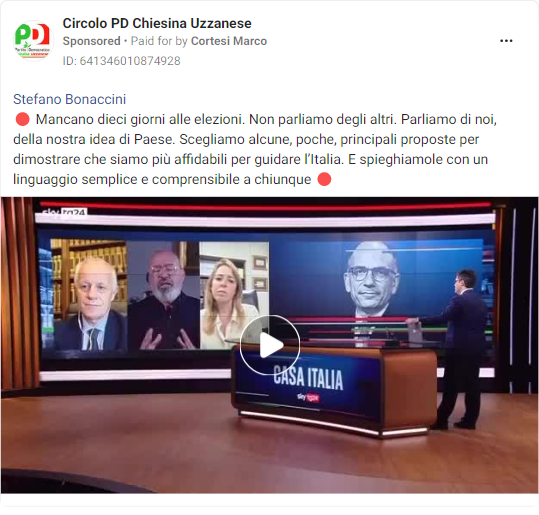 Circolo PD Chiesina Uzzanese
Sponsored • Paid for by Cortesi Marco
ID: 641346010874928
PD
Partito Democratico
Stefano Bonaccini
🔴 Mancano dieci giorni alle elezioni. Non parliamo degli altri. Parliamo di noi,
della nostra idea di Paese. Scegliamo alcune, poche, principali proposte per
dimostrare che siamo più affidabili per guidare l'Italia. E spieghiamole con un
linguaggio semplice e comprensibile a chiunque 🔴
sky tg24
CASA ITALIA
sky tg24